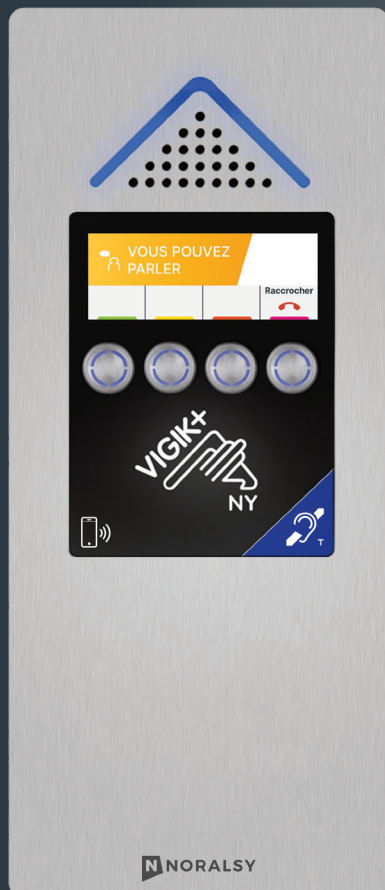 VOUS POUVEZ
PARLER
Raccrocher
VIGIK+
NY
T
NORALSY